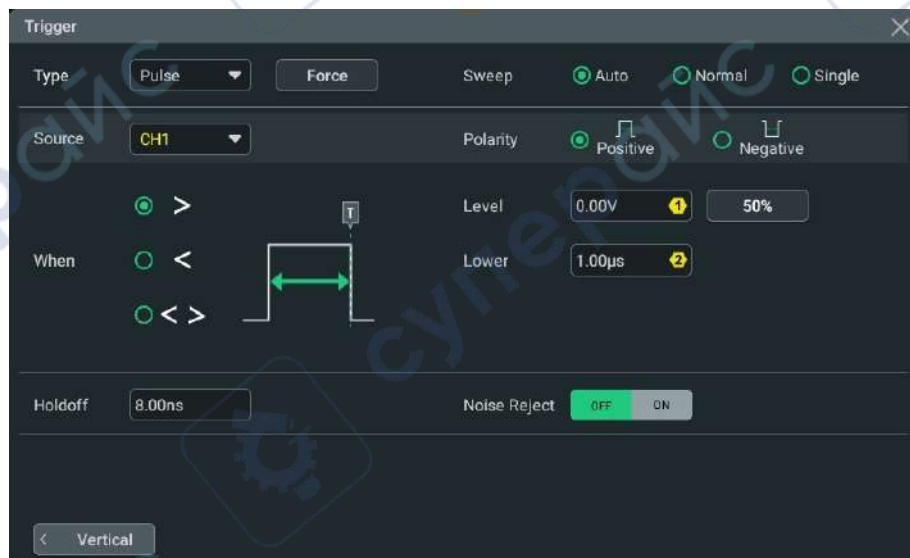 Trigger
Type Pulse Force Sweep Auto Normal Single
Source CH1 Polarity Positive Negative
> T Level 0.00V 1 50%
When < Lower 1.00µs 2
< >
Holdoff 8.00ns Noise Reject OFF ON
< Vertical
суперайс